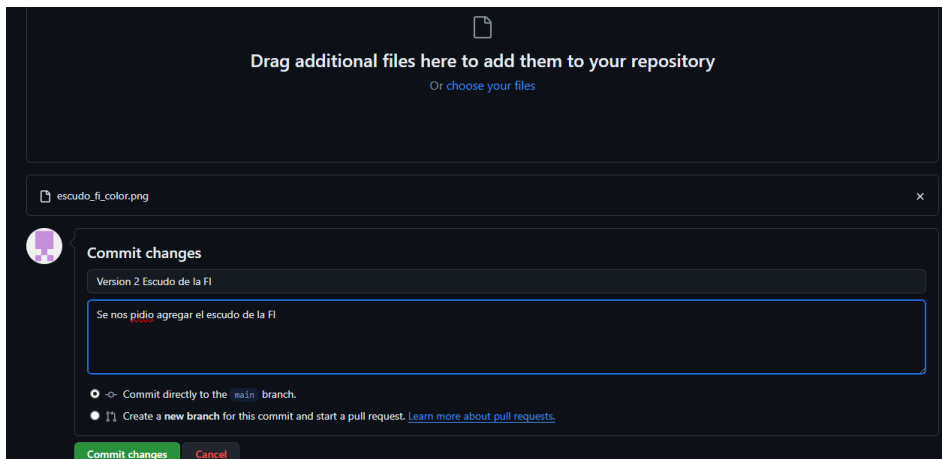 Drag additional files here to add them to your repository
Or choose your files
escudo_fi_color.png
Commit changes
Version 2 Escudo de la FI
Se nos pidio agregar el escudo de la FI
Commit directly to the main branch.
Create a new branch for this commit and start a pull request. Learn more about pull requests.
Commit changes Cancel